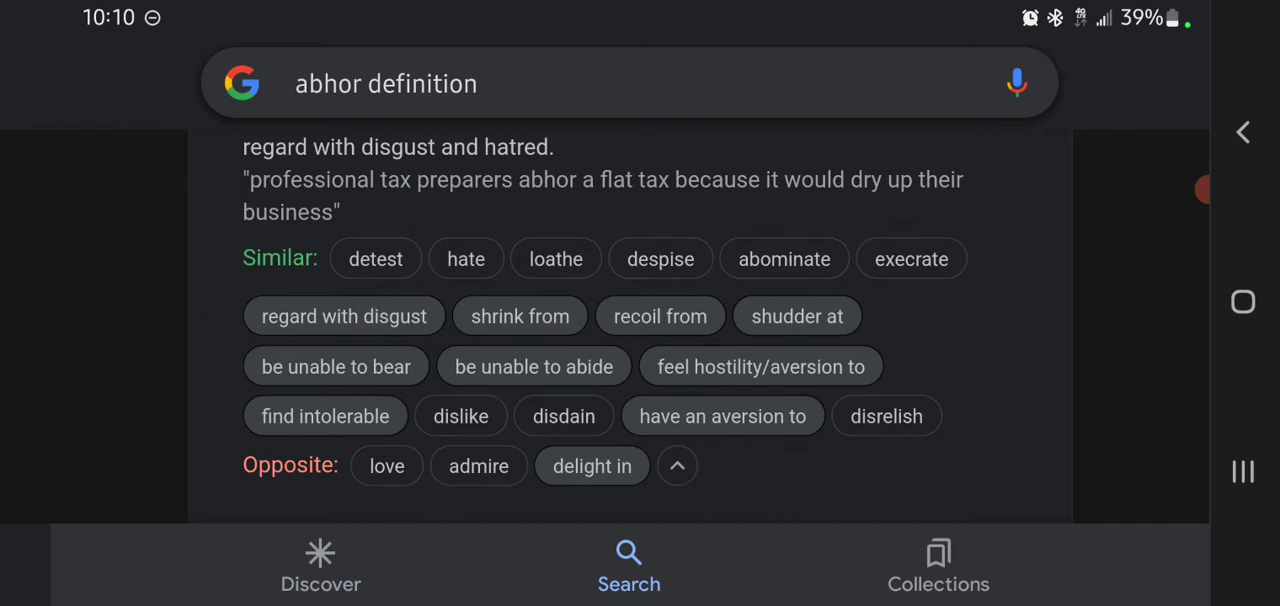 10:10 4G LTE 39%
abhor definition
regard with disgust and hatred.
"professional tax preparers abhor a flat tax because it would dry up their
business"
Similar: detest hate loathe despise abominate execrate
regard with disgust shrink from recoil from shudder at
be unable to bear be unable to abide feel hostility/aversion to
find intolerable dislike disdain have an aversion to disrelish
Opposite: love admire delight in
Discover Search Collections